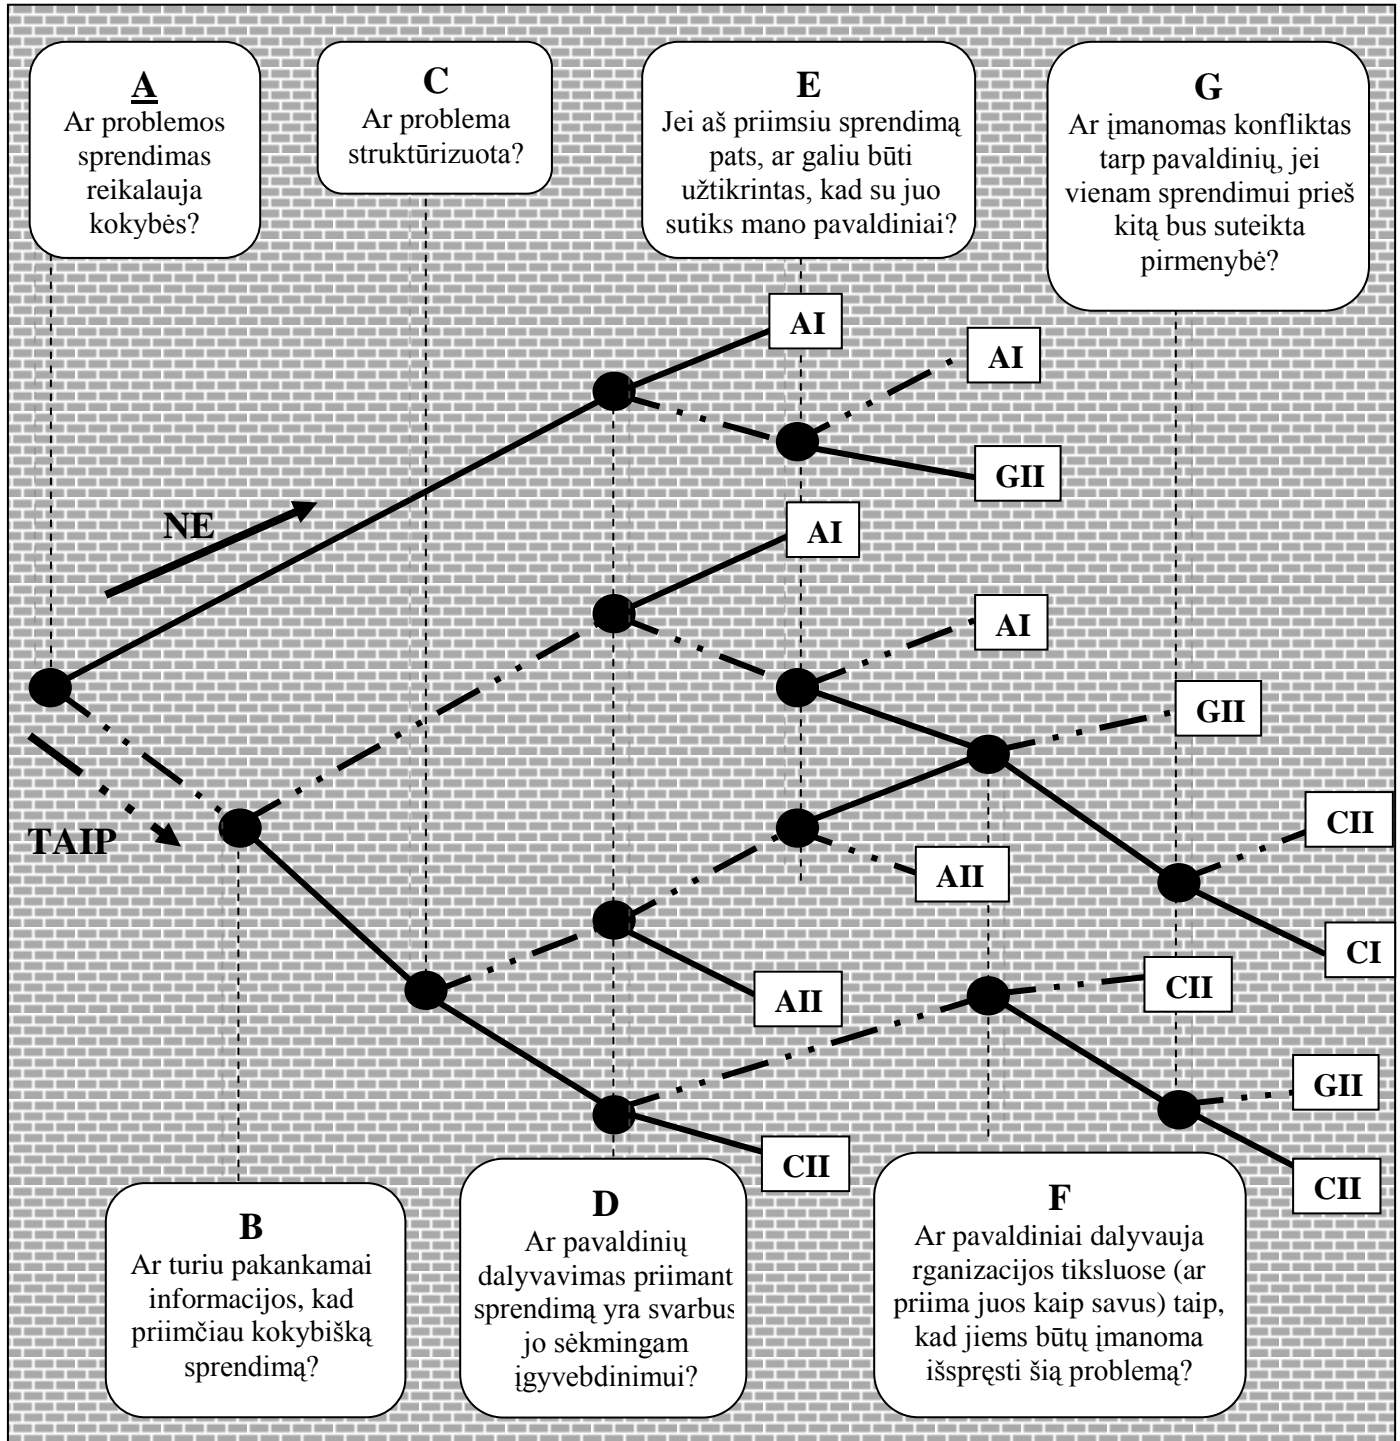 A
Ar problemos
sprendimas
reikalauja
kokybės?
C
Ar problema
struktūrizuota?
E
Jei aš priimsiu sprendimą
pats, ar galiu būti
užtikrintas, kad su juo
sutiks mano pavaldiniai?
G
Ar įmanomas konfliktas
tarp pavaldinių, jei
vienam sprendimui prieš
kitą bus suteikta
pirmenybė?
AI
AI
GII
NE
AI
AI
GII
TAIP
CII
AII
CI
CII
AII
GII
CII
CII
B
Ar turiu pakankamai
informacijos, kad
priimčiau kokybišką
sprendimą?
D
Ar pavaldinių
dalyvavimas priimant
sprendimą yra svarbus
jo sėkmingam
įgyvebdinimui?
F
Ar pavaldiniai dalyvauja
rganizacijos tiksluose (ar
priima juos kaip savus) taip,
kad jiems būtų įmanoma
išspręsti šią problemą?